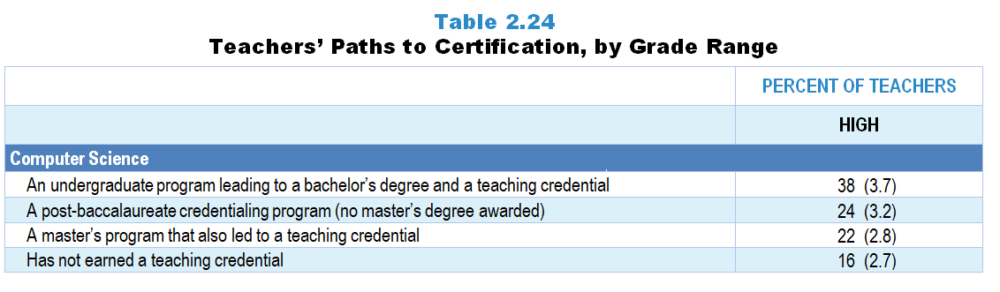 Table 2.24
Teachers’ Paths to Certification, by Grade Range
PERCENT OF TEACHERS
HIGH
Computer Science
An undergraduate program leading to a bachelor’s degree and a teaching credential 38 (3.7)
A post-baccalaureate credentialing program (no master’s degree awarded) 24 (3.2)
A master’s program that also led to a teaching credential 22 (2.8)
Has not earned a teaching credential 16 (2.7)